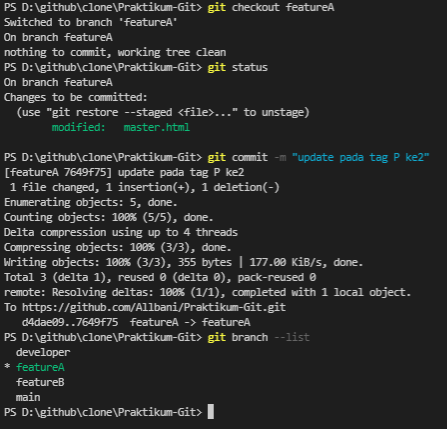 PS D:\github\clone\Praktikum-Git> git checkout featureA
Switched to branch 'featureA'
On branch featureA
nothing to commit, working tree clean
PS D:\github\clone\Praktikum-Git> git status
On branch featureA
Changes to be committed:
  (use "git restore --staged <file>..." to unstage)
        modified:   master.html

PS D:\github\clone\Praktikum-Git> git commit -m "update pada tag P ke2"
[featureA 7649f75] update pada tag P ke2
 1 file changed, 1 insertion(+), 1 deletion(-)
Enumerating objects: 5, done.
Counting objects: 100% (5/5), done.
Delta compression using up to 4 threads
Compressing objects: 100% (3/3), done.
Writing objects: 100% (3/3), 355 bytes | 177.00 KiB/s, done.
Total 3 (delta 1), reused 0 (delta 0), pack-reused 0
remote: Resolving deltas: 100% (1/1), completed with 1 local object.
To https://github.com/Allbani/Praktikum-Git.git
   d4dae09..7649f75  featureA -> featureA
PS D:\github\clone\Praktikum-Git> git branch --list
  developer
* featureA
  featureB
  main
PS D:\github\clone\Praktikum-Git>